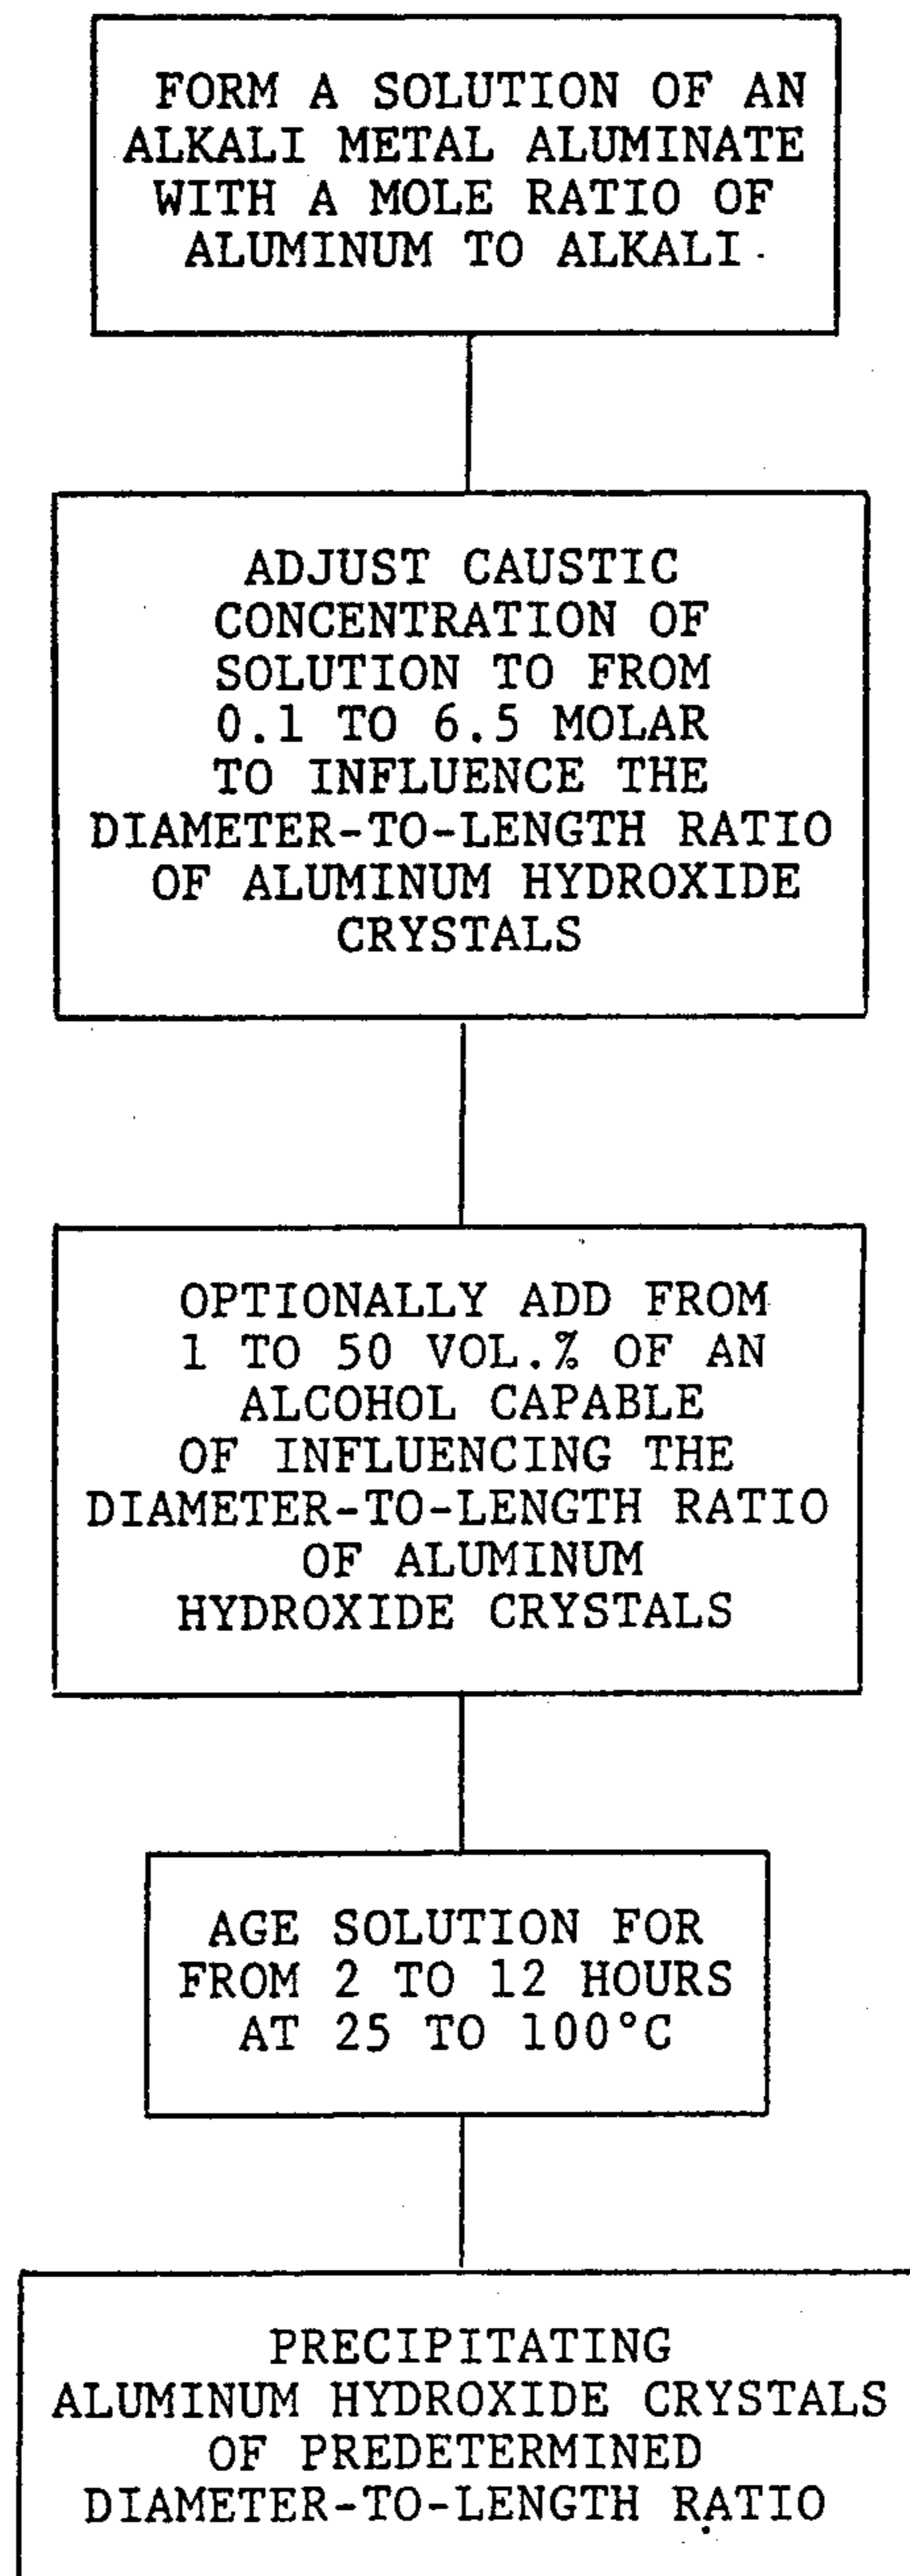 FORM A SOLUTION OF AN
ALKALI METAL ALUMINATE
WITH A MOLE RATIO OF
ALUMINUM TO ALKALI
ADJUST CAUSTIC
CONCENTRATION OF
SOLUTION TO FROM
0.1 TO 6.5 MOLAR
TO INFLUENCE THE
DIAMETER-TO-LENGTH RATIO
OF ALUMINUM HYDROXIDE
CRYSTALS
OPTIONALLY ADD FROM
1 TO 50 VOL.% OF AN
ALCOHOL CAPABLE
OF INFLUENCING THE
DIAMETER-TO-LENGTH RATIO
OF ALUMINUM
HYDROXIDE CRYSTALS
AGE SOLUTION FOR
FROM 2 TO 12 HOURS
AT 25 TO 100°C
PRECIPITATING
ALUMINUM HYDROXIDE CRYSTALS
OF PREDETERMINED
DIAMETER-TO-LENGTH RATIO